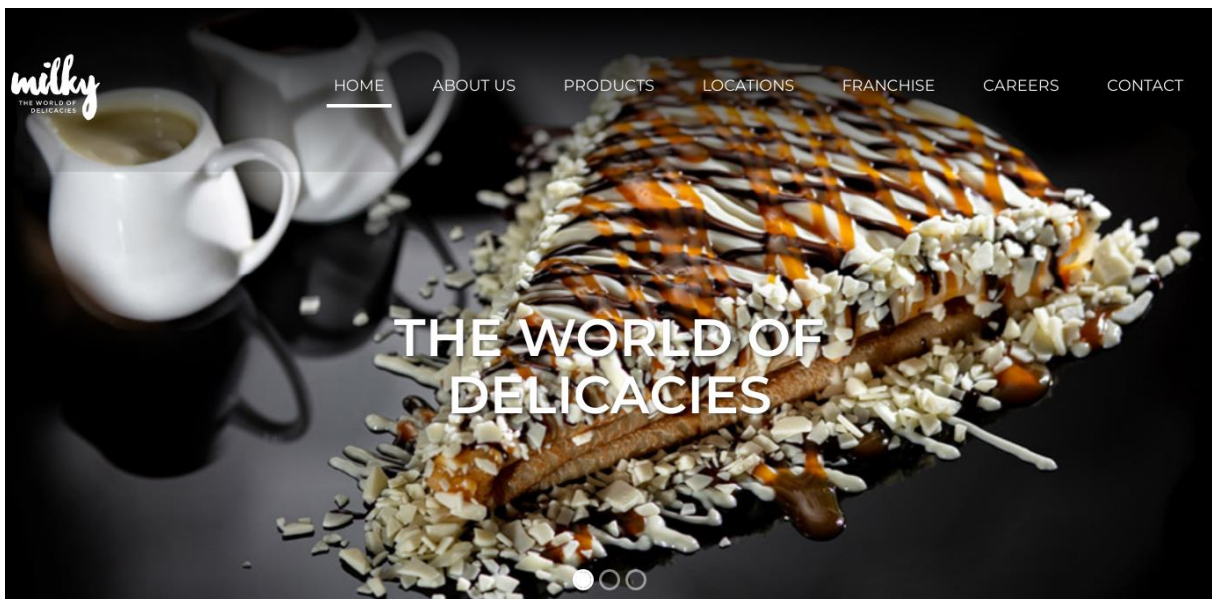 milky
THE WORLD OF
DELICACIES
HOME ABOUT US PRODUCTS LOCATIONS FRANCHISE CAREERS CONTACT
THE WORLD OF
DELICACIES